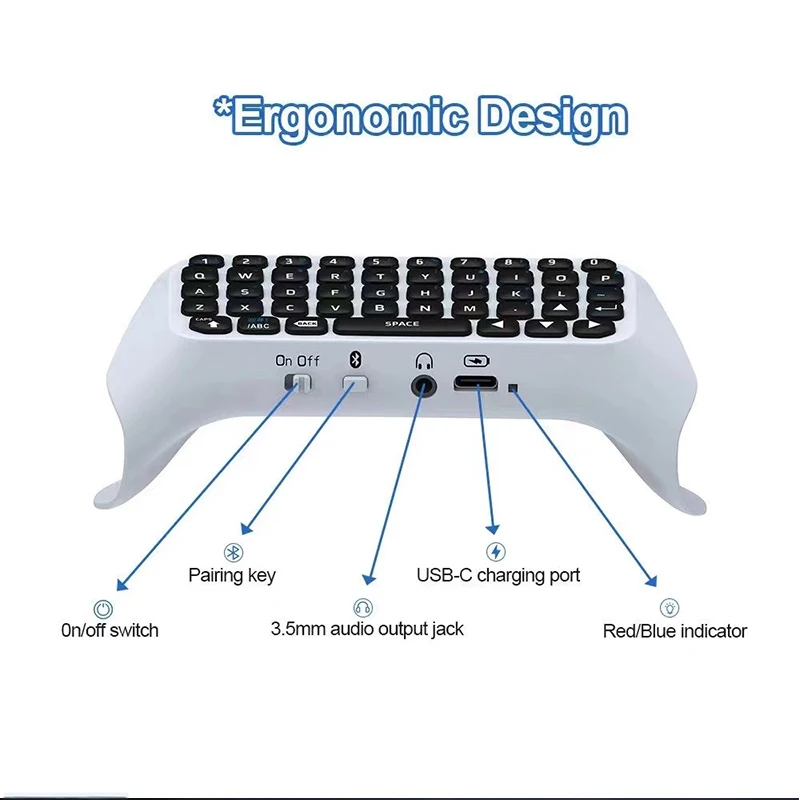 *Ergonomic Design
1 2 3 4 5 6 7 8 9 0
Q W E R T Y U I O P
A S D F G H J K L _
Z X C V B N M .
CAPS /ABC BACK SPACE
On Off
Pairing key
USB-C charging port
0n/off switch
3.5mm audio output jack
Red/Blue indicator